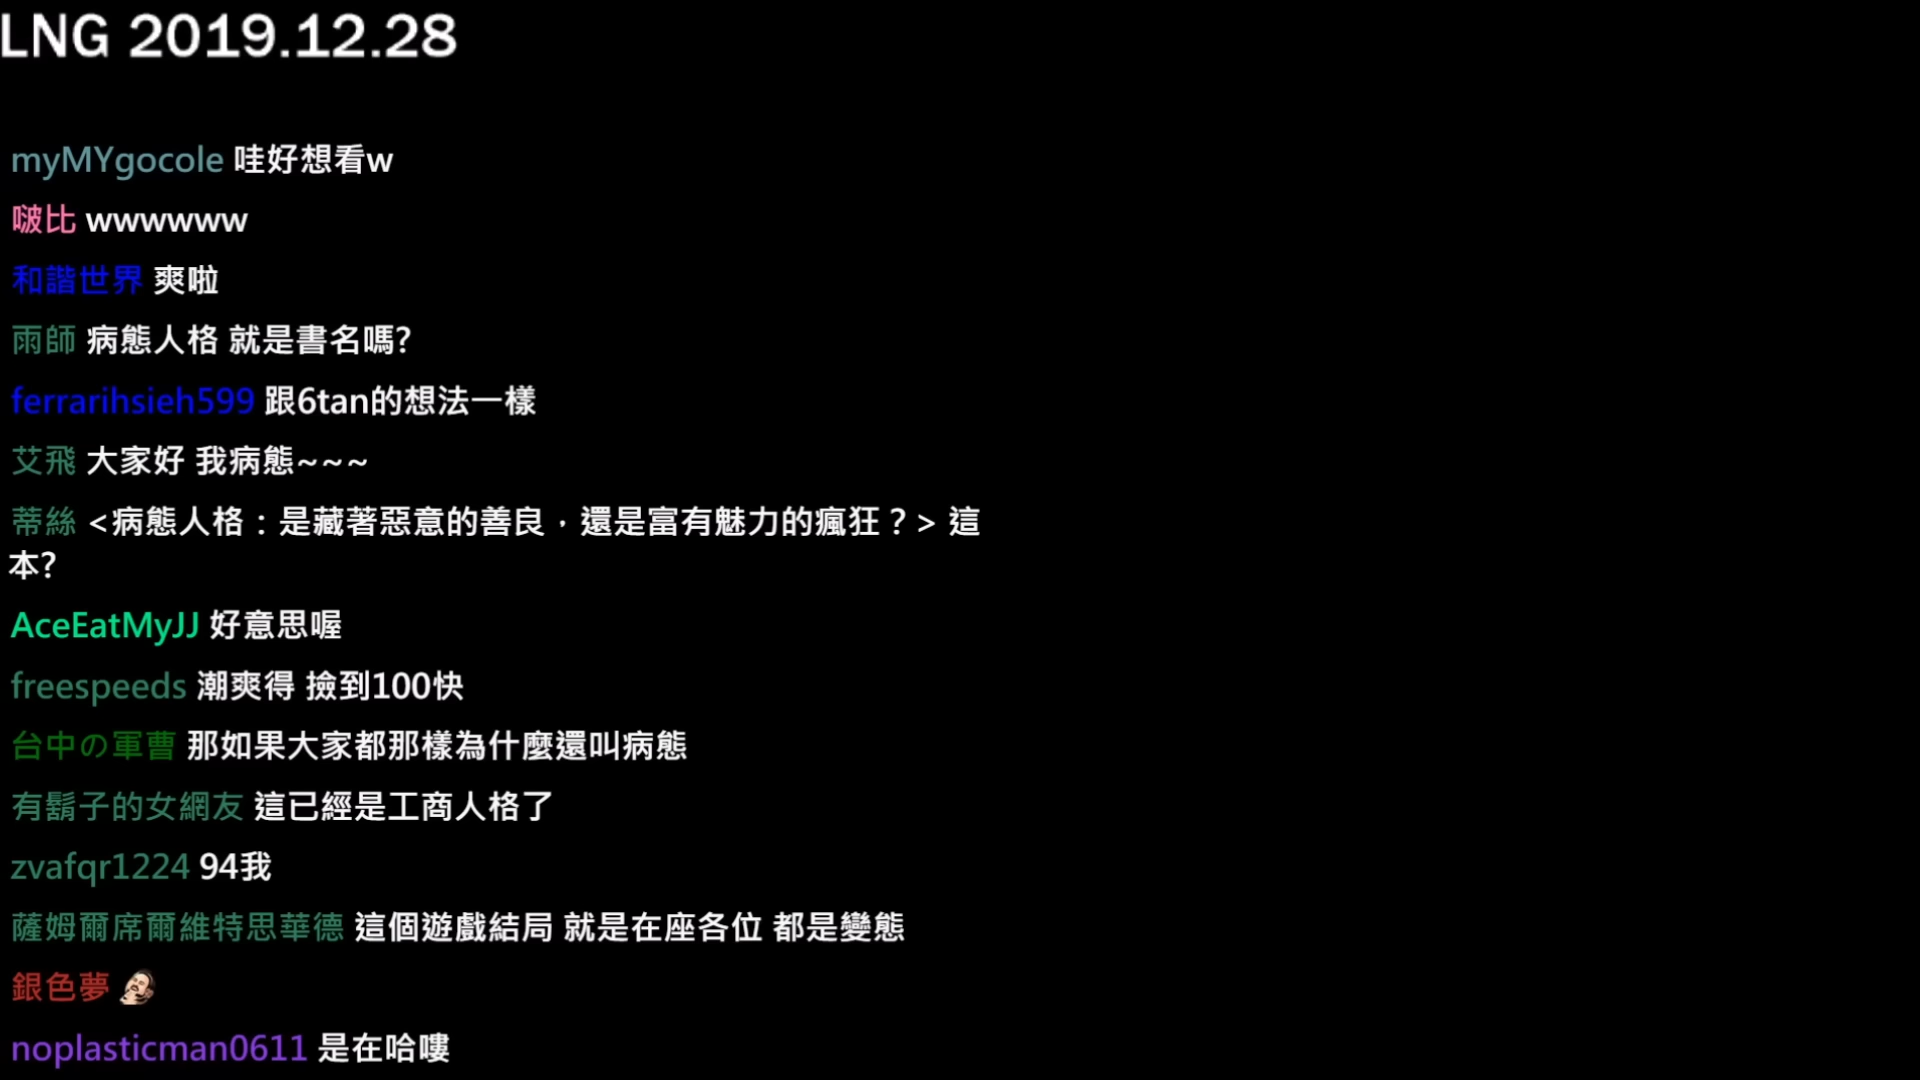 LNG 2019.12.28
myMYgocole 哇好想看w
啵比 wwwwww
和諧世界 爽啦
雨師 病態人格 就是書名嗎?
ferrarihsieh599 跟6tan的想法一樣
艾飛 大家好 我病態~~~
蒂絲 <病態人格：是藏著惡意的善良，還是富有魅力的瘋狂？> 這
本?
AceEatMyJJ 好意思喔
freespeeds 潮爽得 撿到100快
台中の軍曹 那如果大家都那樣為什麼還叫病態
有鬍子的女網友 這已經是工商人格了
zvafqr1224 94我
薩姆爾席爾維特思華德 這個遊戲結局 就是在座各位 都是變態
銀色夢
noplasticman0611 是在哈嘍